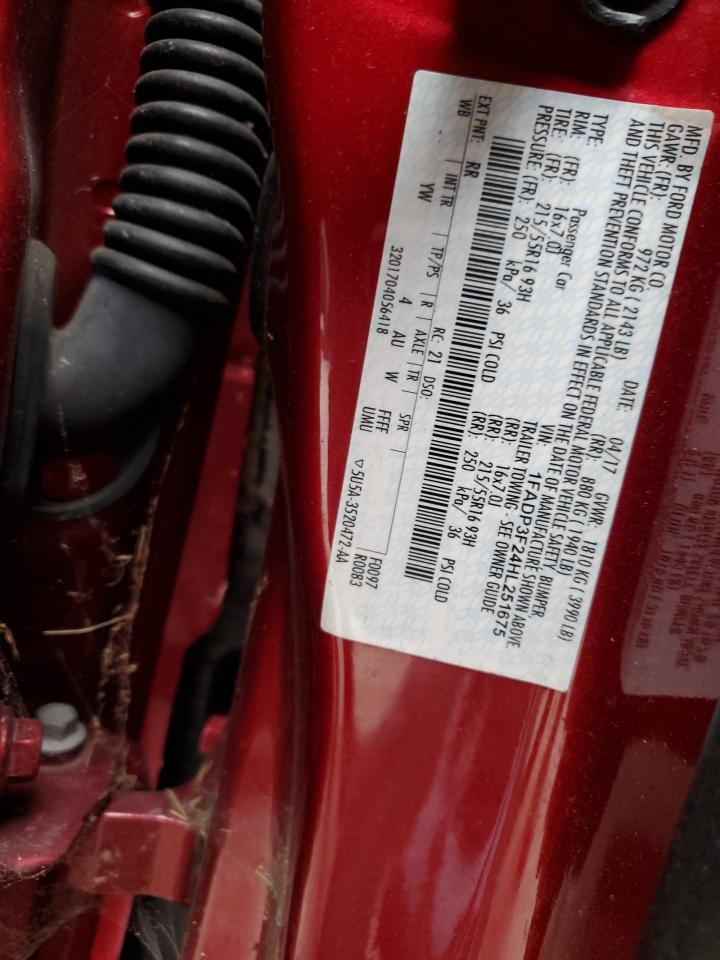 MFD. BY FORD MOTOR CO. DATE: 04/17 GVWR: 1810 KG ( 3990 LB)
GAWR: (FR): 972 KG ( 2143 LB) (RR): 880 KG ( 1940 LB)
THIS VEHICLE CONFORMS TO ALL APPLICABLE FEDERAL MOTOR VEHICLE SAFETY, BUMPER
AND THEFT PREVENTION STANDARDS IN EFFECT ON THE DATE OF MANUFACTURE SHOWN ABOVE.
VIN: 1FADP3F24HL251675
TYPE: Passenger Car TRAILER TOWING - SEE OWNER GUIDE
RIM: (FR): 16x7.0J (RR): 16x7.0J
TIRE: (FR): 215/55R16 93H (RR): 215/55R16 93H
PRESSURE (FR): 250 kPa/ 36 PSI COLD (RR): 250 kPa/ 36 PSI COLD
EXT PNT: RR RC: 21 DSO: F0097
WB INT TR TP/PS R AXLE TR SPR R0083
YW 4 AU W FFFF
UMU
3201704056418 5U5A-3520472-AA